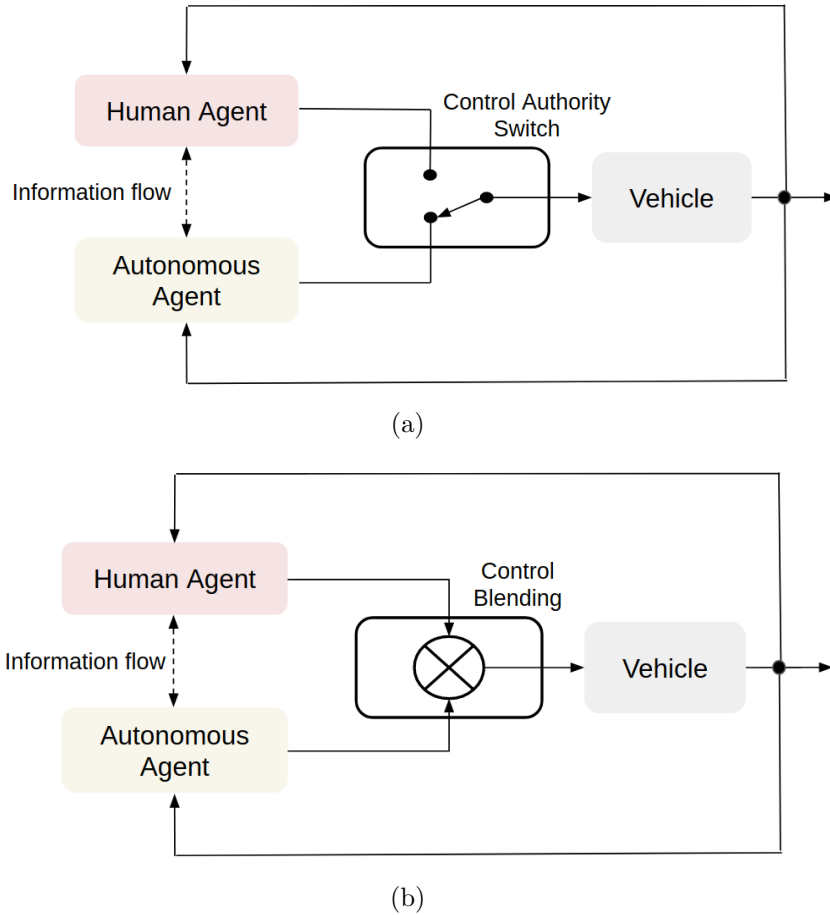 Human Agent
Control Authority
Switch
Information flow
Vehicle
Autonomous
Agent
(a)
Human Agent
Control
Blending
Information flow
Vehicle
Autonomous
Agent
(b)